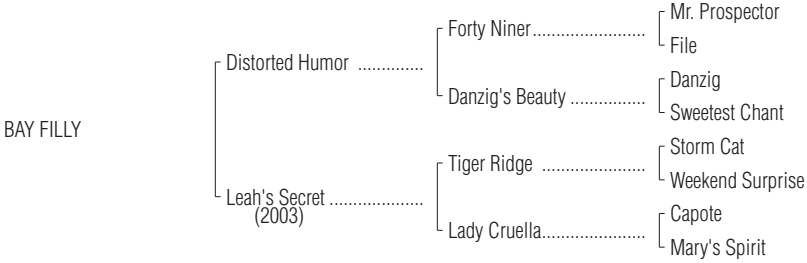 Mr. Prospector
Forty Niner........................
File
Distorted Humor ..............
Danzig
Danzig's Beauty ................
Sweetest Chant
BAY FILLY
Storm Cat
Tiger Ridge ......................
Weekend Surprise
Leah's Secret ....................
(2003)
Capote
Lady Cruella......................
Mary's Spirit